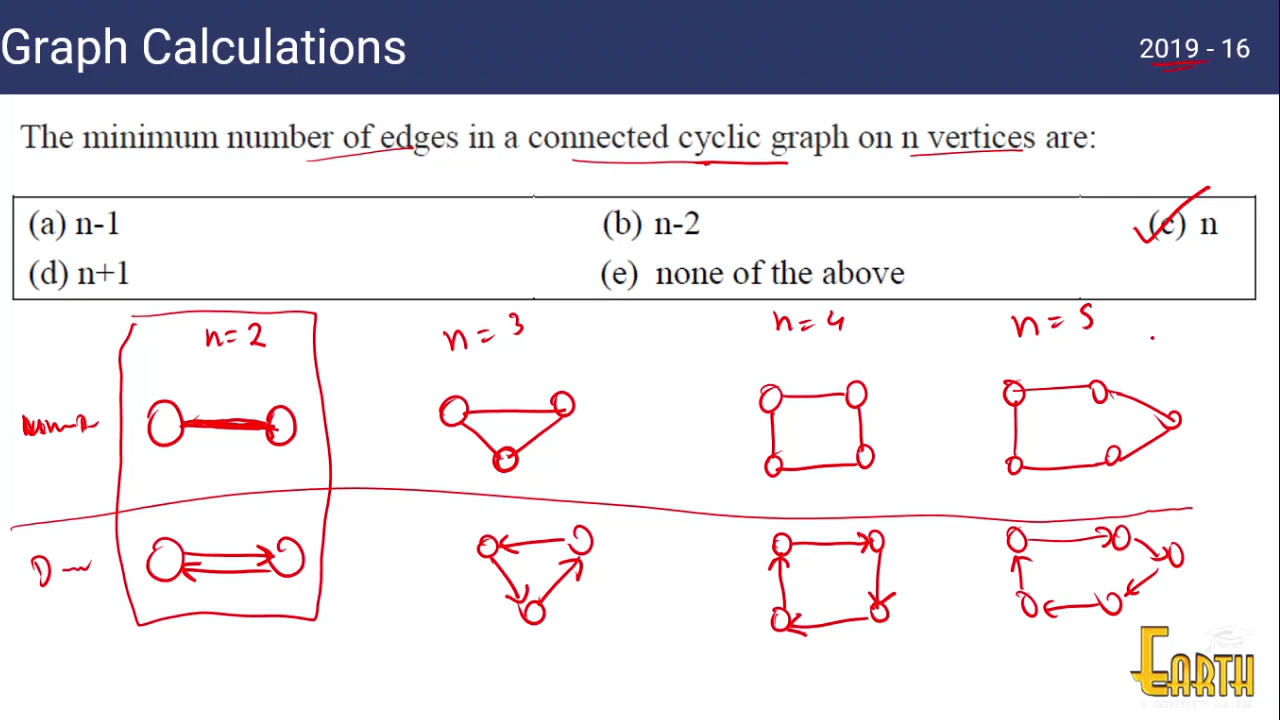 Graph Calculations
2019 - 16
The minimum number of edges in a connected cyclic graph on n vertices are:
(a) n-1 (b) n-2 (c) n
(d) n+1 (e) none of the above
n=2 n=3 n=4 n=5
D
EARTH